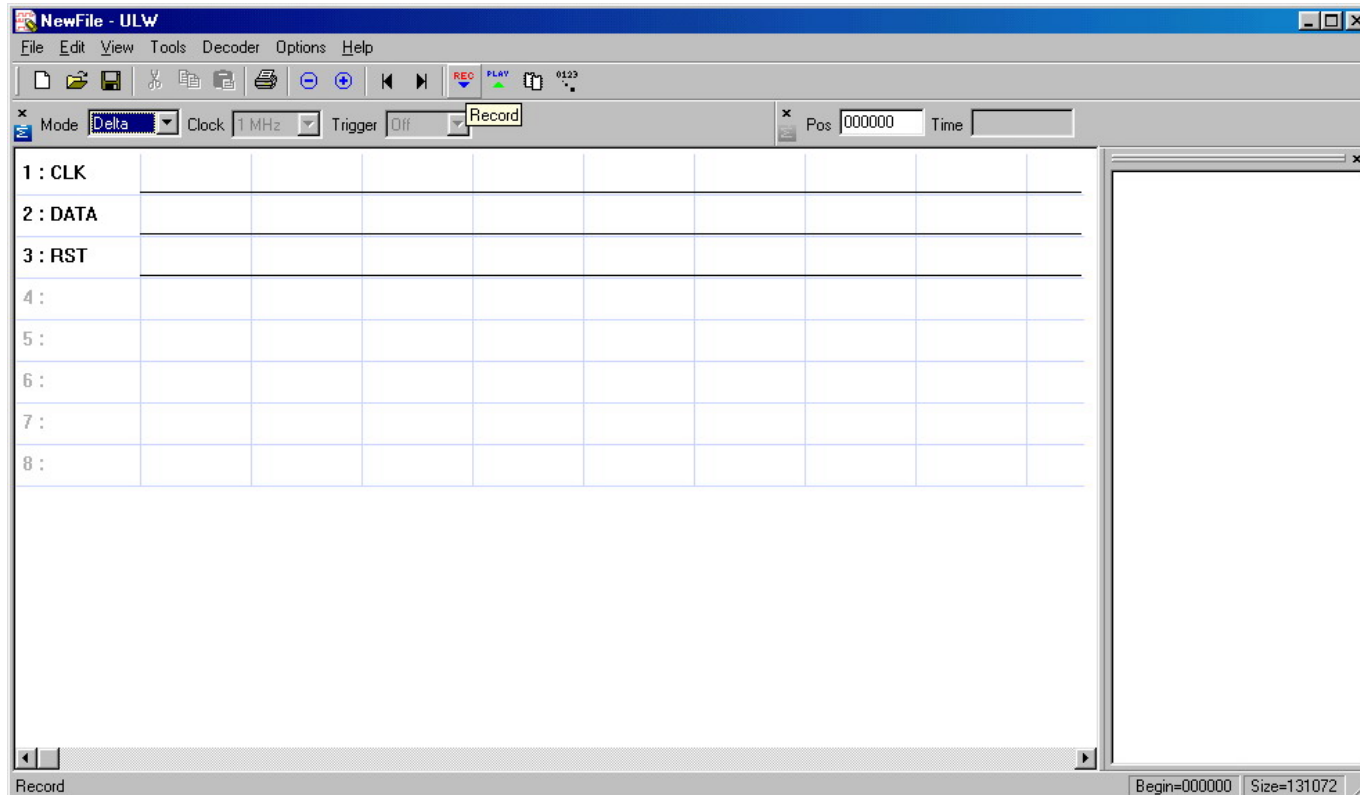 NewFile - ULW
File Edit View Tools Decoder Options Help
REC PLAY 0123
Mode Delta Clock 1 MHz Trigger Off Record Pos 000000 Time
1 : CLK
2 : DATA
3 : RST
4 :
5 :
6 :
7 :
8 :
Record Begin=000000 Size=131072